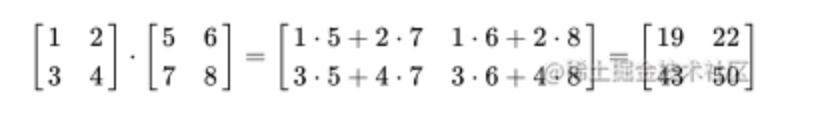 [1 2; 3 4] · [5 6; 7 8] = [1 · 5 + 2 · 7 1 · 6 + 2 · 8; 3 · 5 + 4 · 7 3 · 6 + 4 · 8] = [19 22; 43 50]
@稀土掘金技术社区